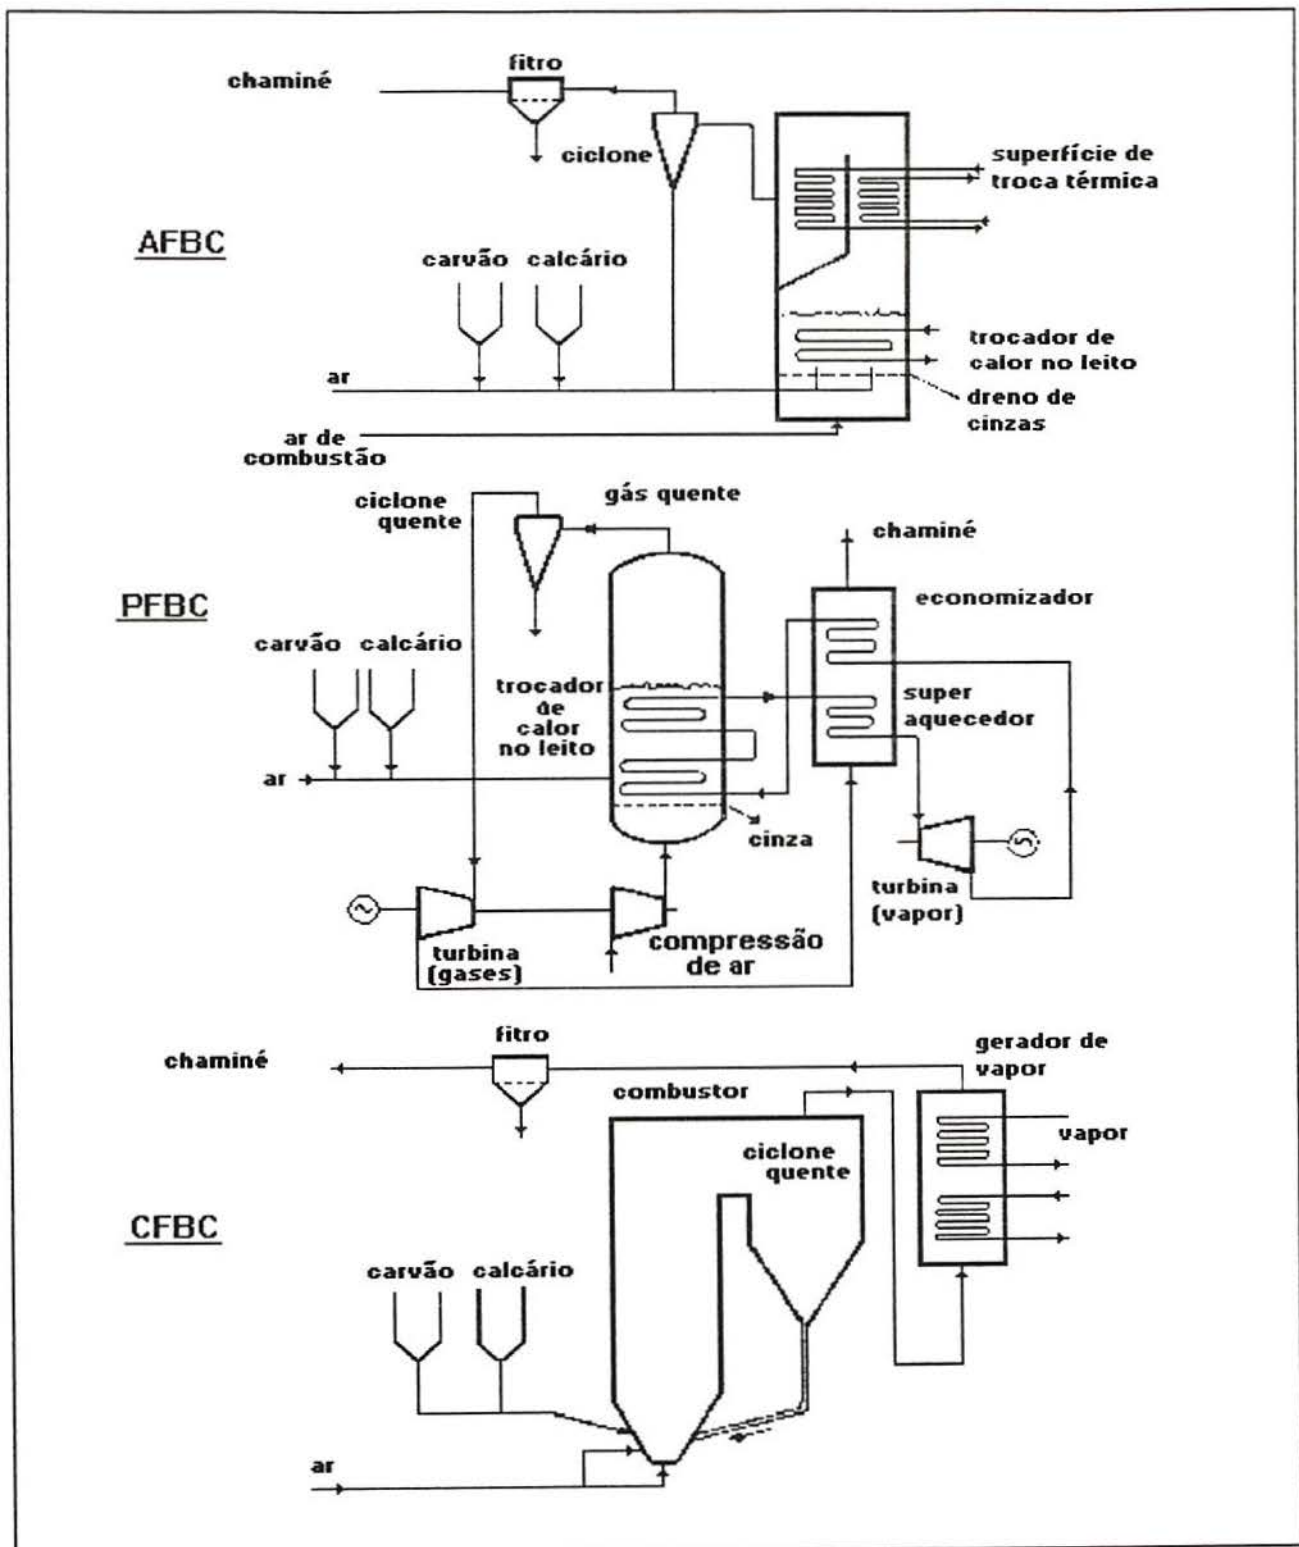 fitro
chaminé
ciclone
superfície de
troca térmica
AFBC
carvão calcário
trocador de
calor no leito
ar
dreno de
cinzas
ar de
combustão
ciclone
quente
gás quente
chaminé
PFBC
economizador
carvão calcário
trocador
de
calor
no leito
super
aquecedor
ar
cinza
turbina
(vapor)
turbina
(gases)
compressão
de ar
fitro
chaminé
gerador de
vapor
combustor
vapor
ciclone
quente
CFBC
carvão calcário
ar